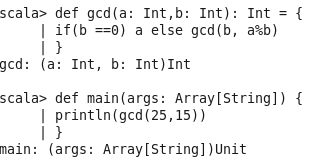 scala> def gcd(a: Int,b: Int): Int = {
     | if(b ==0) a else gcd(b, a%b)
     | }
gcd: (a: Int, b: Int)Int
scala> def main(args: Array[String]) {
     | println(gcd(25,15))
     | }
main: (args: Array[String])Unit